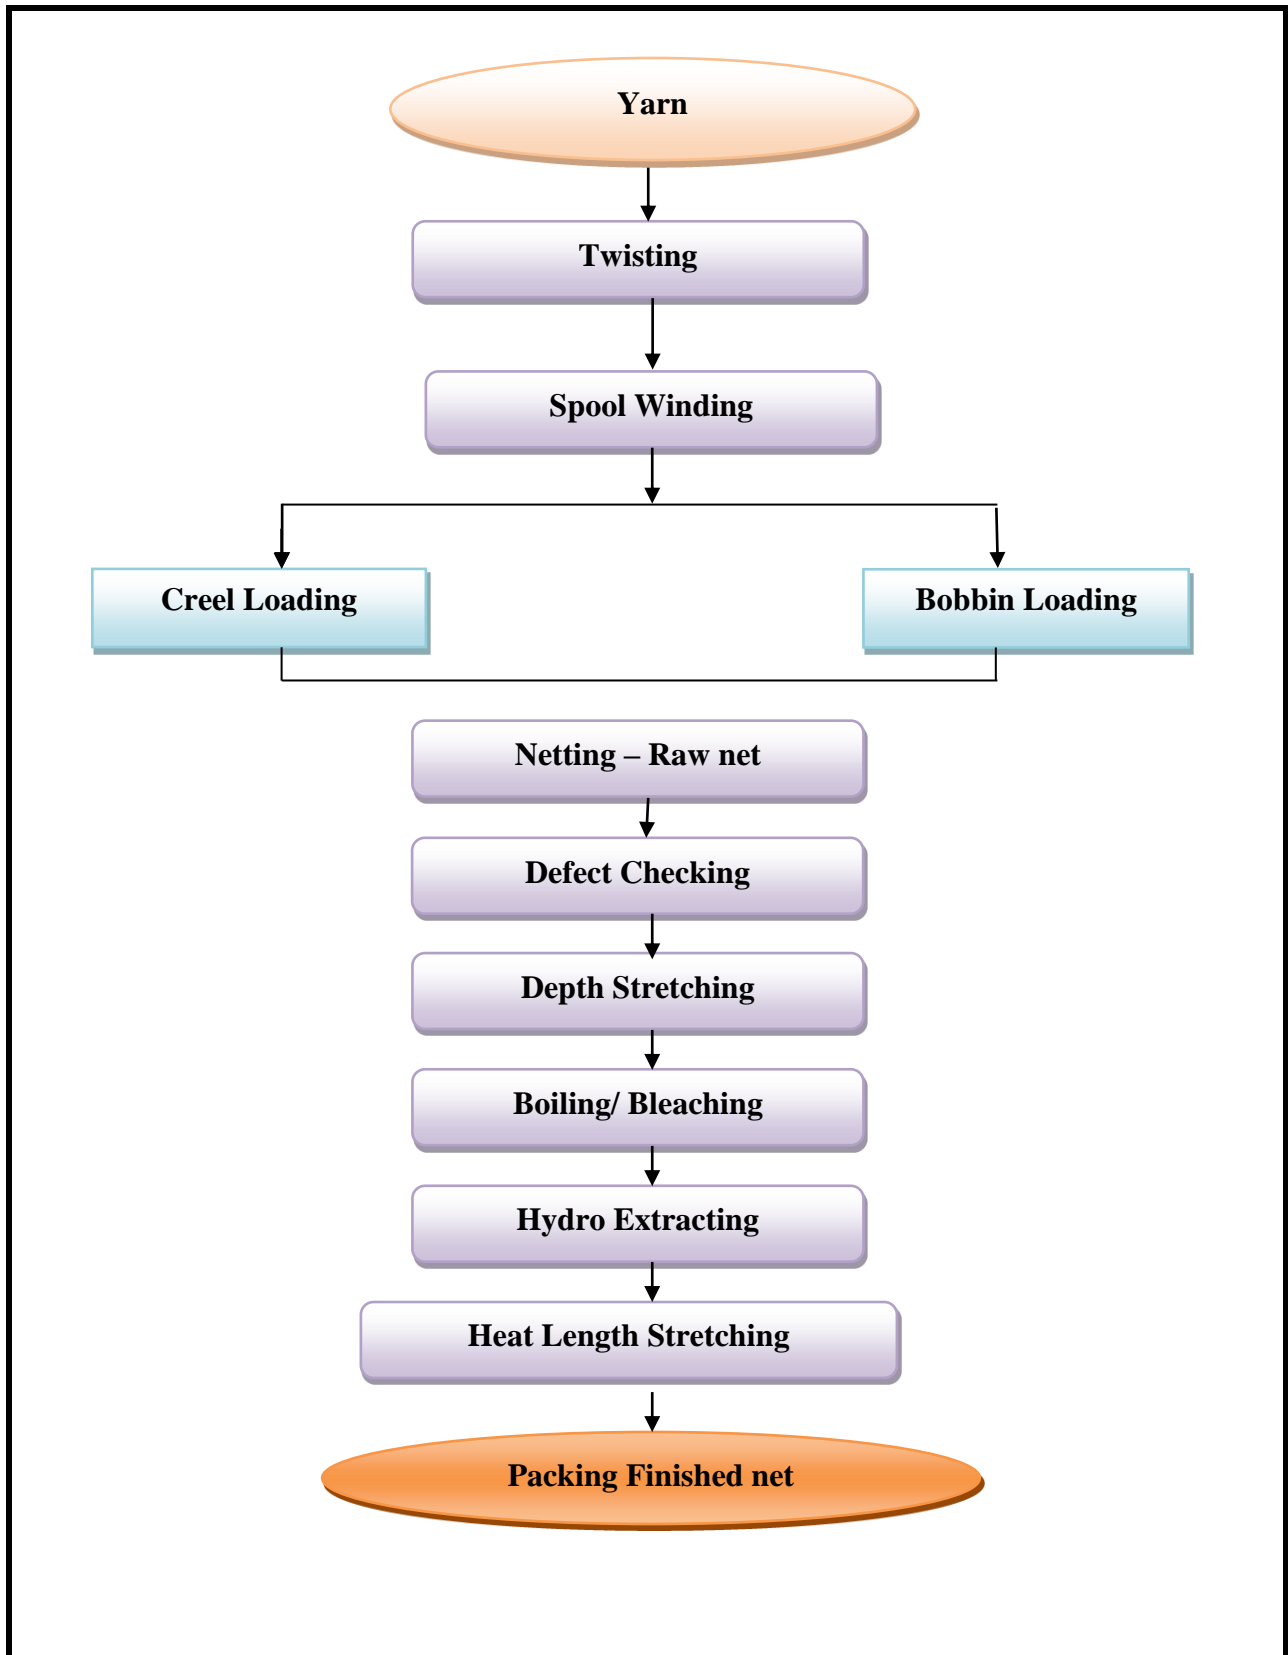 Yarn
Twisting
Spool Winding
Creel Loading
Bobbin Loading
Netting – Raw net
Defect Checking
Depth Stretching
Boiling/ Bleaching
Hydro Extracting
Heat Length Stretching
Packing Finished net